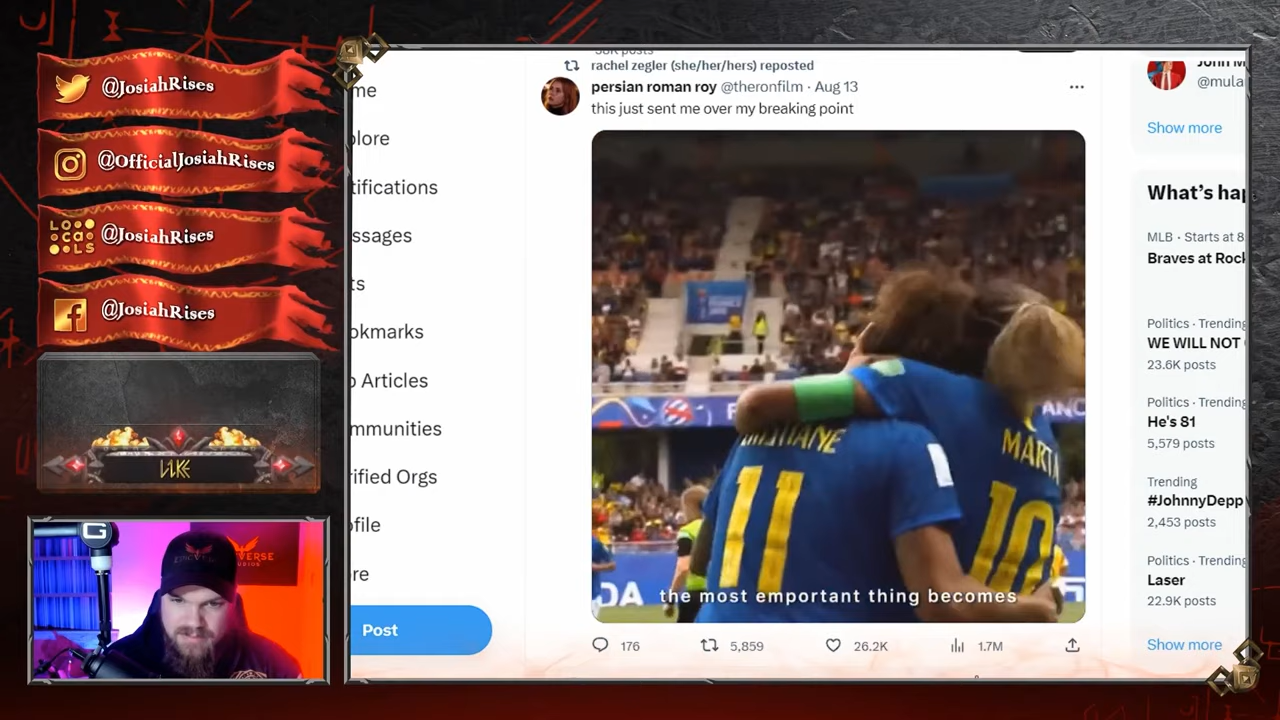 @JosiahRises
@OfficialJosiahRises
LOCALS
@JosiahRises
@JosiahRises
G
rachel zegler (she/her/hers) reposted
persian roman roy @theronfilm · Aug 13
this just sent me over my breaking point
me
plore
tifications
ssages
ts
okmarks
Articles
mmunities
rified Orgs
ofile
re
Post
11
MARTA
10
the most emportant thing becomes
176
5,859
26.2K
1.7M
John M
@mula
Show more
What's hap
MLB · Starts at 8
Braves at Rock
Politics · Trending
WE WILL NOT
23.6K posts
Politics · Trending
He's 81
5,579 posts
Trending
#JohnnyDepp
2,453 posts
Politics · Trending
Laser
22.9K posts
Show more